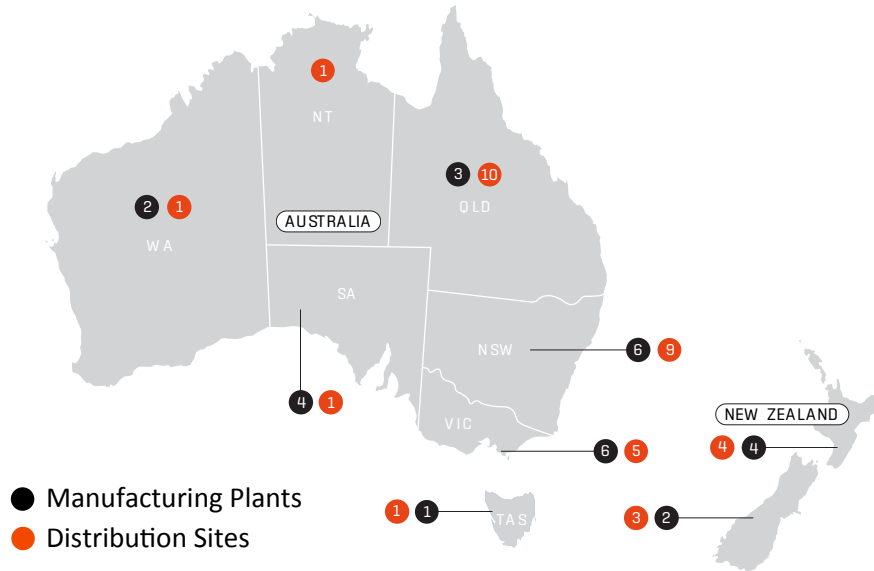 1
NT
3 10
QLD
2 1
AUSTRALIA
WA
SA
NSW 6 9
4 1
NEW ZEALAND
VIC
6 5
4 4
Manufacturing Plants
1 1 TAS
3 2
Distribution Sites